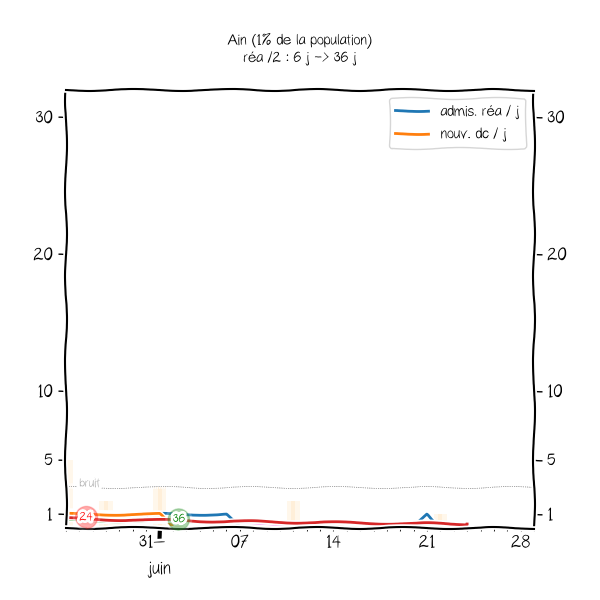 Ain (1% de la population)
réa /2 : 6 j -> 36 j
admis. réa / j
nouv. dc / j
30
30
20
20
10
10
5
5
bruit
1
1
24
36
31
07
14
21
28
juin